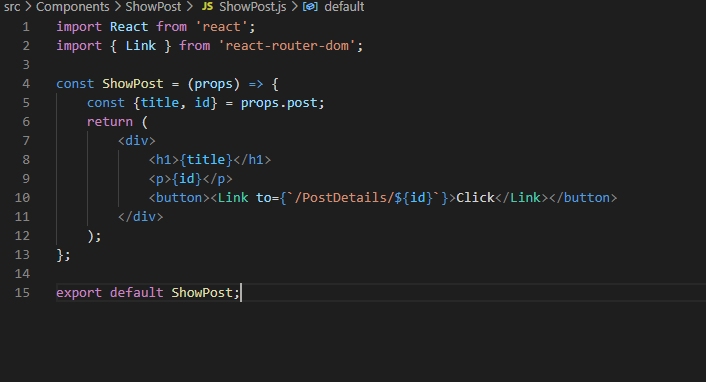 src > Components > ShowPost > JS ShowPost.js > default
1 import React from 'react';
2 import { Link } from 'react-router-dom';
3
4 const ShowPost = (props) => {
5     const {title, id} = props.post;
6     return (
7         <div>
8             <h1>{title}</h1>
9             <p>{id}</p>
10             <button><Link to={`/PostDetails/${id}`}>Click</Link></button>
11         </div>
12     );
13 };
14
15 export default ShowPost;